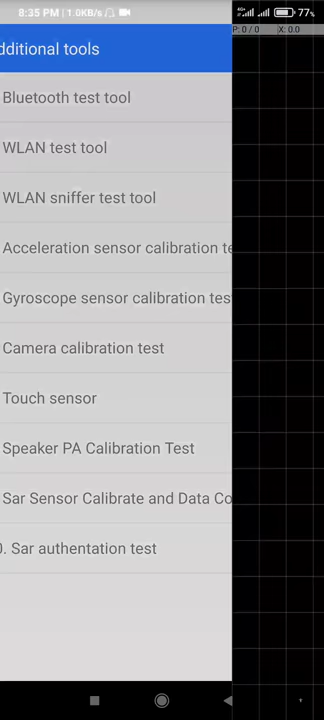 8:35 PM | 1.0KB/s
4G+ 77%
P: 0 / 0 X: 0.0
dditional tools
Bluetooth test tool
WLAN test tool
WLAN sniffer test tool
Acceleration sensor calibration te
Gyroscope sensor calibration tes
Camera calibration test
Touch sensor
Speaker PA Calibration Test
Sar Sensor Calibrate and Data Co
0. Sar authentation test